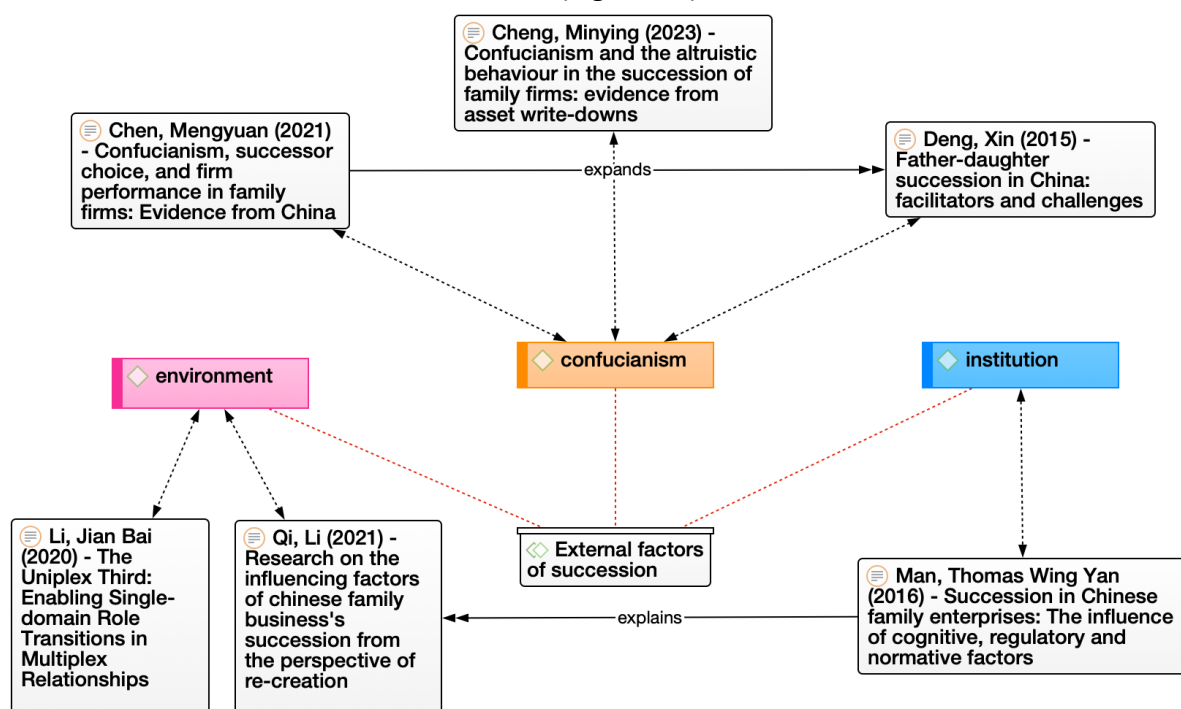 Cheng, Minying (2023) -
Confucianism and the altruistic
behaviour in the succession of
family firms: evidence from
asset write-downs
Chen, Mengyuan (2021)
- Confucianism, successor
choice, and firm
performance in family
firms: Evidence from China
expands
Deng, Xin (2015) -
Father-daughter
succession in China:
facilitators and challenges
environment
confucianism
institution
Li, Jian Bai
(2020) - The
Uniplex Third:
Enabling Single-
domain Role
Transitions in
Multiplex
Relationships
Qi, Li (2021) -
Research on the
influencing factors
of chinese family
business's
succession from
the perspective of
re-creation
External factors
of succession
explains
Man, Thomas Wing Yan
(2016) - Succession in Chinese
family enterprises: The influence
of cognitive, regulatory and
normative factors